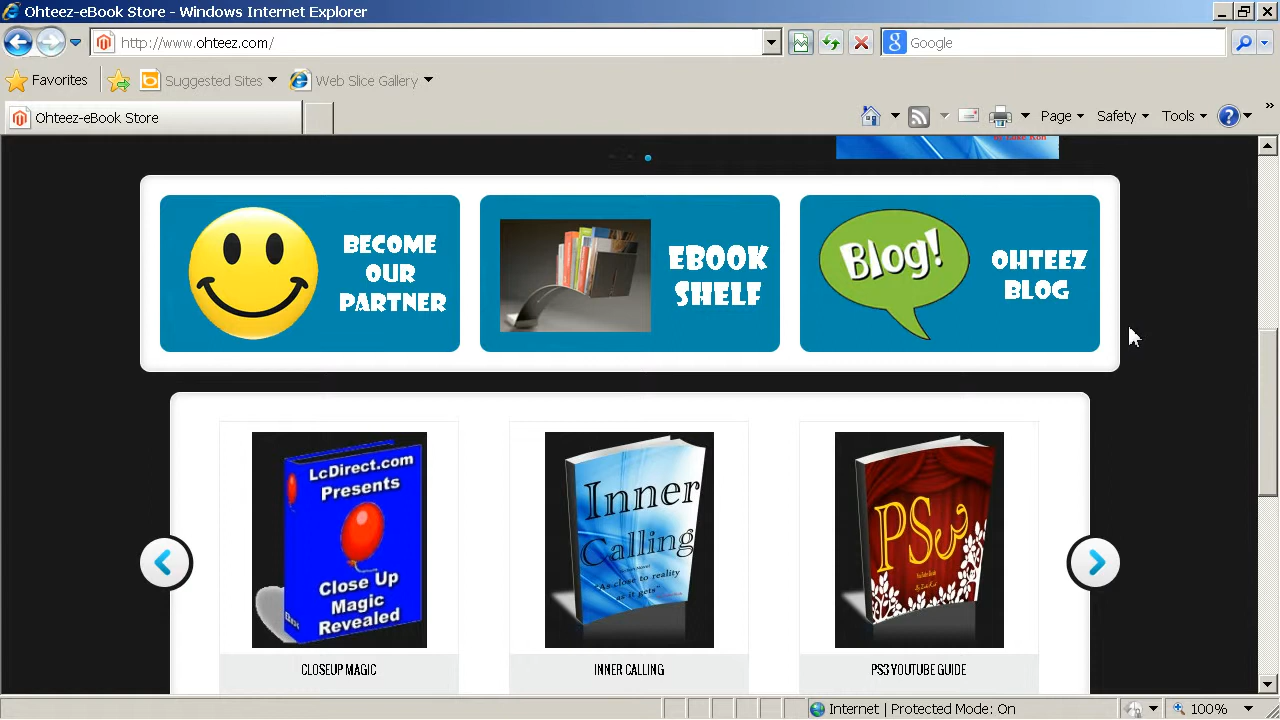 Ohteez-eBook Store - Windows Internet Explorer
http://www.ohteez.com/
Google
Favorites
Suggested Sites
Web Slice Gallery
Ohteez-eBook Store
Page
Safety
Tools
BECOME
OUR
PARTNER
EBOOK
SHELF
Blog!
OHTEEZ
BLOG
LcDirect.com
Presents
Close Up
Magic
Revealed
CLOSEUP MAGIC
Inner
Calling
"As close to reality
as it gets"
INNER CALLING
PS3
PS3 YOUTUBE GUIDE
Internet | Protected Mode: On
100%